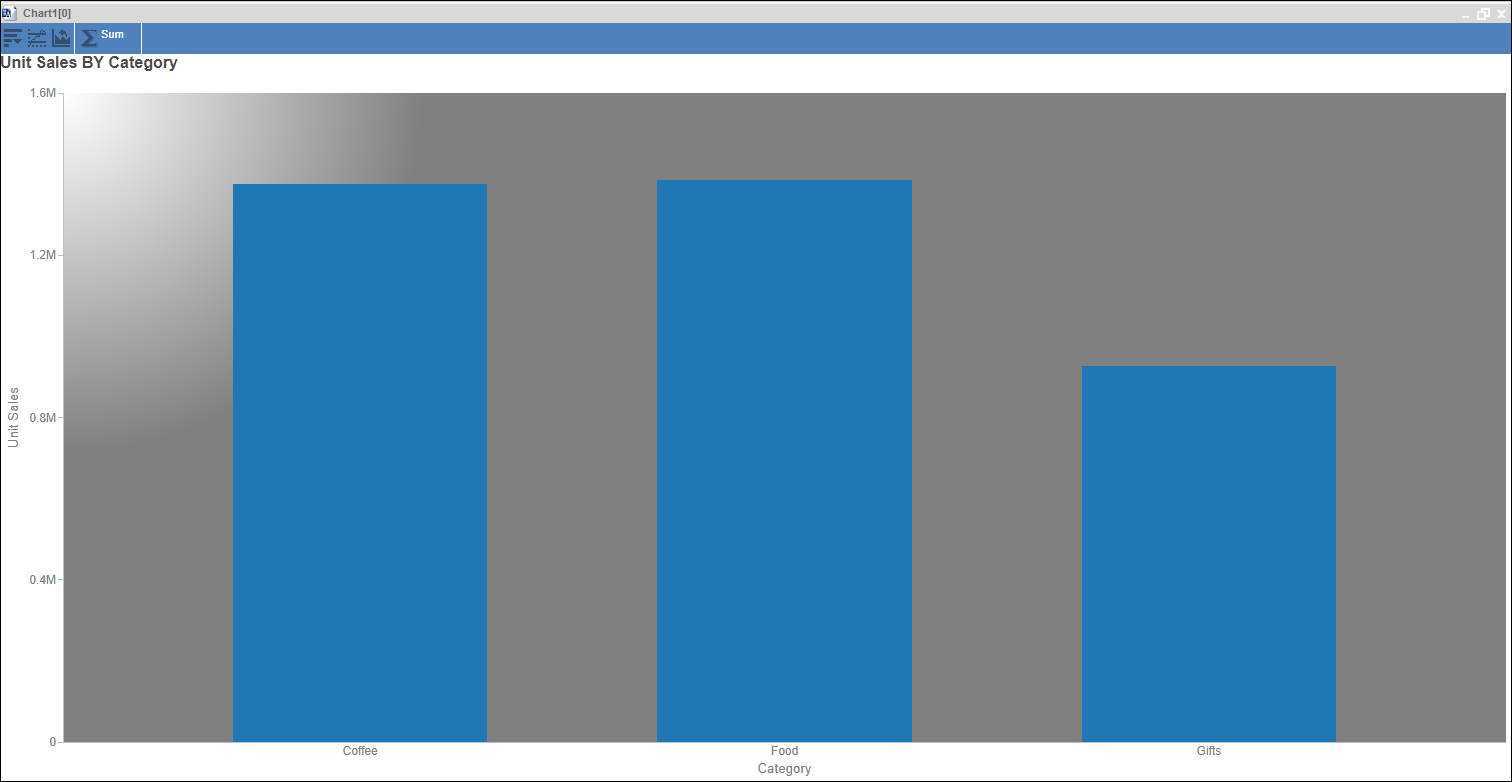 Chart1[0]
Sum
Unit Sales BY Category
1.6M
1.2M
0.8M
0.4M
0
Unit Sales
Coffee Food Gifts
Category